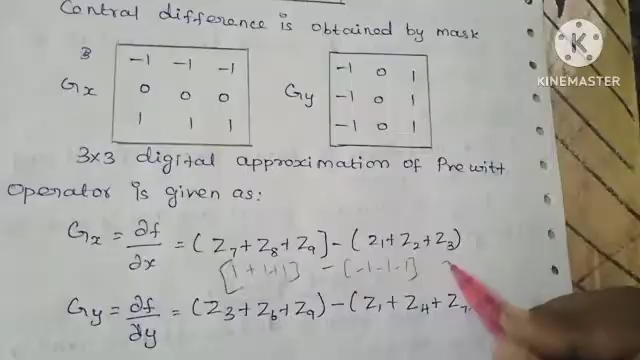 Central difference is obtained by mask
K
KINEMASTER
Gx
-1 -1 -1
0 0 0
1 1 1
Gy
-1 0 1
-1 0 1
-1 0 1
3x3 digital approximation of Prewitt
Operator is given as:
Gx = ∂f/∂x = (Z7+Z8+Z9] - (Z1+Z2+Z3)
[1+1+1] - [-1-1-1]
Gy = ∂f/∂y = (Z3+Z6+Z9) - (Z1+Z4+Z7